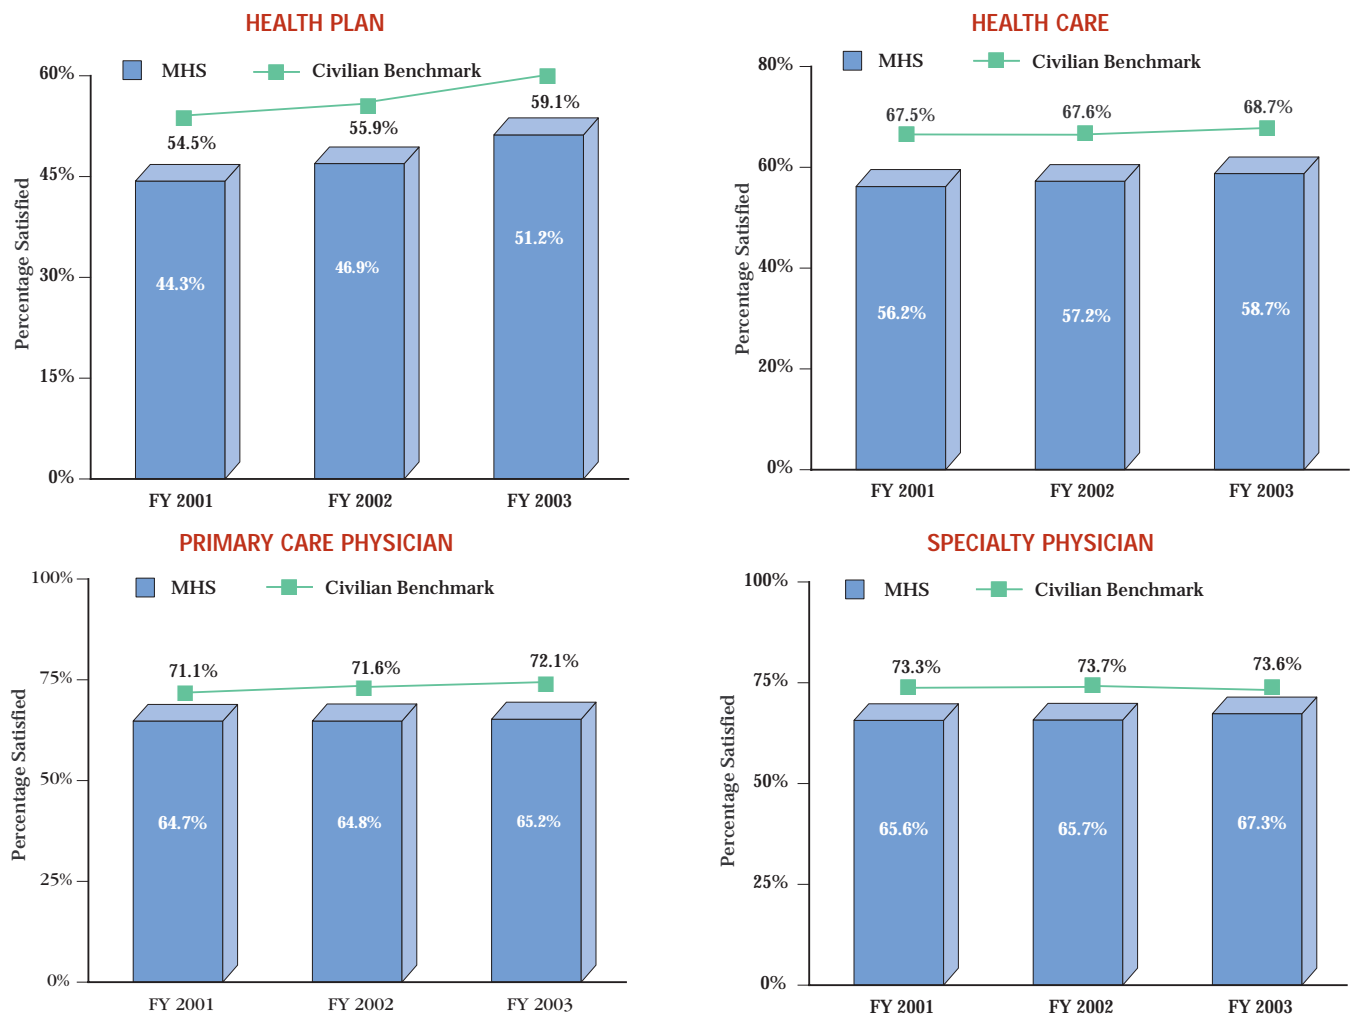 HEALTH PLAN
MHS
Civilian Benchmark
60%
45%
30%
15%
0%
Percentage Satisfied
54.5%
55.9%
59.1%
44.3%
46.9%
51.2%
FY 2001
FY 2002
FY 2003
HEALTH CARE
MHS
Civilian Benchmark
80%
60%
40%
20%
0%
Percentage Satisfied
67.5%
67.6%
68.7%
56.2%
57.2%
58.7%
FY 2001
FY 2002
FY 2003
PRIMARY CARE PHYSICIAN
MHS
Civilian Benchmark
100%
75%
50%
25%
0%
Percentage Satisfied
71.1%
71.6%
72.1%
64.7%
64.8%
65.2%
FY 2001
FY 2002
FY 2003
SPECIALTY PHYSICIAN
MHS
Civilian Benchmark
100%
75%
50%
25%
0%
Percentage Satisfied
73.3%
73.7%
73.6%
65.6%
65.7%
67.3%
FY 2001
FY 2002
FY 2003